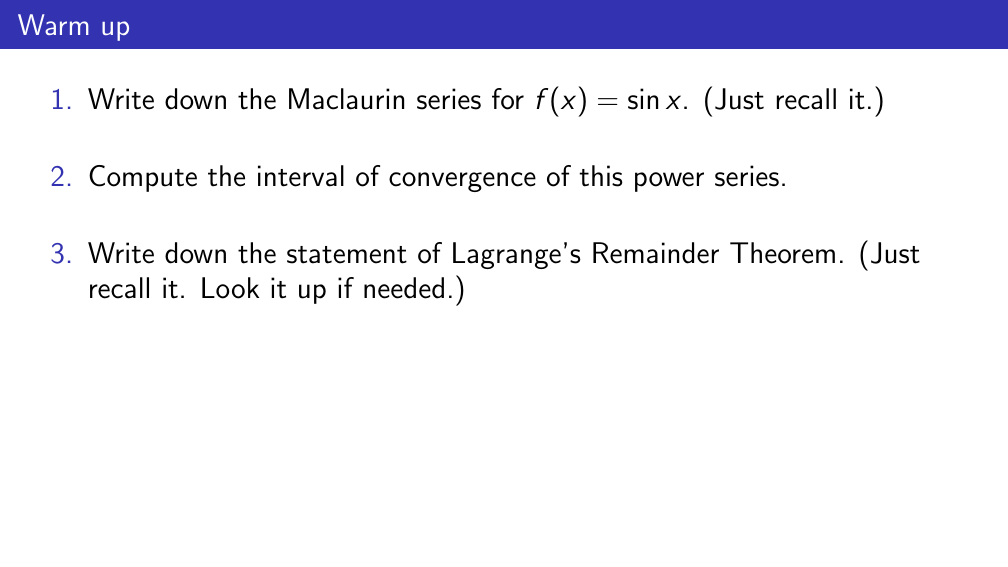 Warm up
1. Write down the Maclaurin series for f(x) = sin x. (Just recall it.)
2. Compute the interval of convergence of this power series.
3. Write down the statement of Lagrange's Remainder Theorem. (Just
recall it. Look it up if needed.)